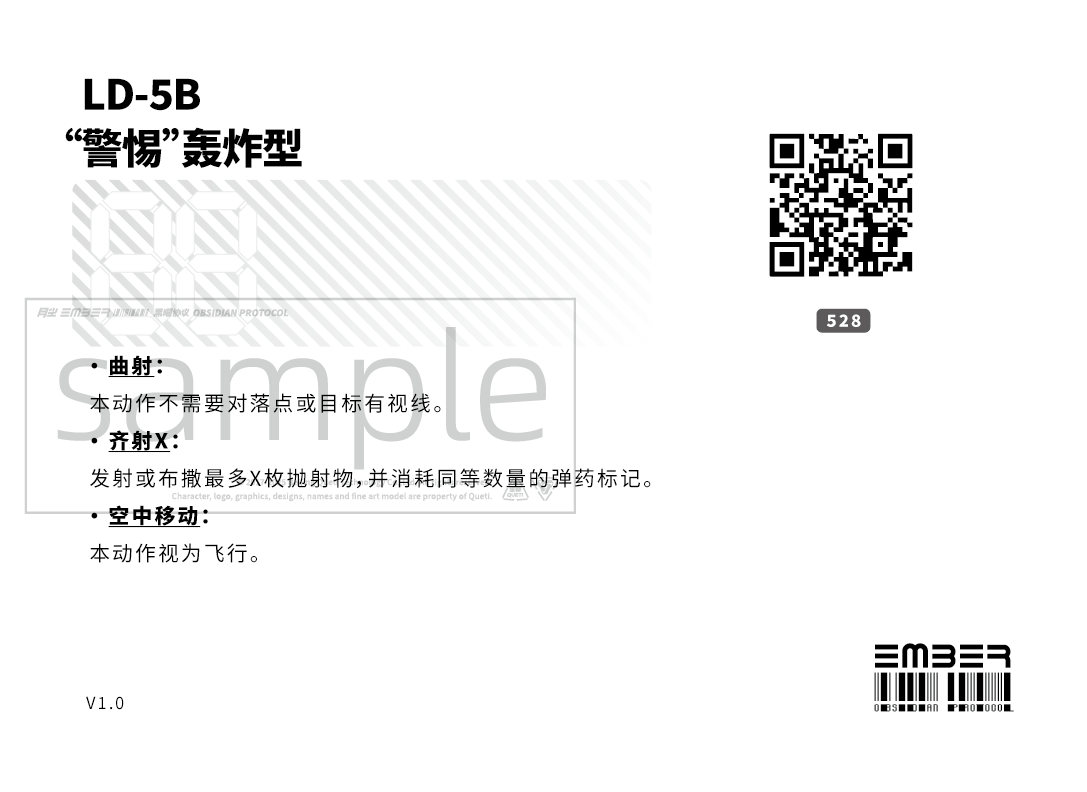 LD-5B
“警惕”轰炸型
528
EMBER OBSIDIAN PROTOCOL
sample
• 曲射：
本动作不需要对落点或目标有视线。
• 齐射X：
发射或布撒最多X枚抛射物，并消耗同等数量的弹药标记。
Character, logo, graphics, designs, names and fine art model are property of Queti.
QUETI
• 空中移动：
本动作视为飞行。
V1.0
EMBER
OBSIDIAN PROTOCOL